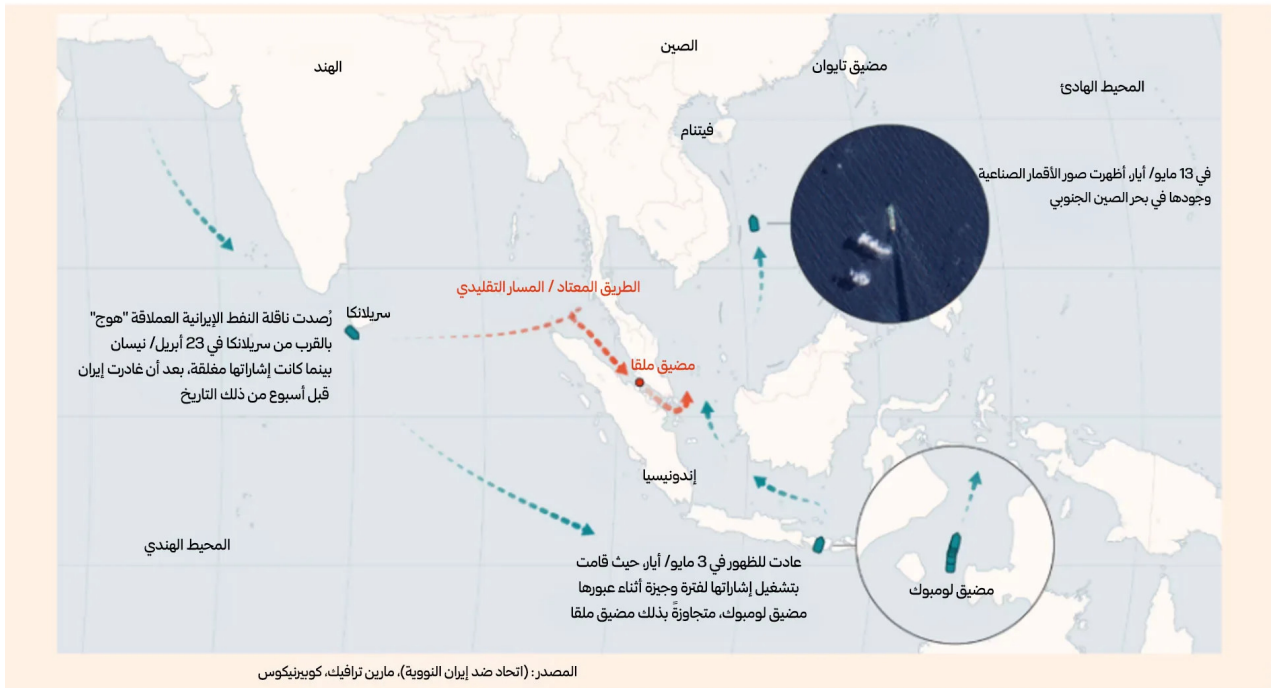 الصين
الهند
مضيق تايوان
المحيط الهادئ
فيتنام
في 13 مايو/ أيار، أظهرت صور الأقمار الصناعية
وجودها في بحر الصين الجنوبي
الطريق المعتاد / المسار التقليدي
سريلانكا
رُصدت ناقلة النفط الإيرانية العملاقة "هوج"
بالقرب من سريلانكا في 23 أبريل/ نيسان
بينما كانت إشاراتها مغلقة، بعد أن غادرت إيران
قبل أسبوع من ذلك التاريخ
مضيق ملقا
إندونيسيا
المحيط الهندي
عادت للظهور في 3 مايو/ أيار، حيث قامت
بتشغيل إشاراتها لفترة وجيزة أثناء عبورها
مضيق لومبوك، متجاوزةً بذلك مضيق ملقا
مضيق لومبوك
المصدر: (اتحاد ضد إيران النووية)، مارين ترافيك، كوبيرنيكوس